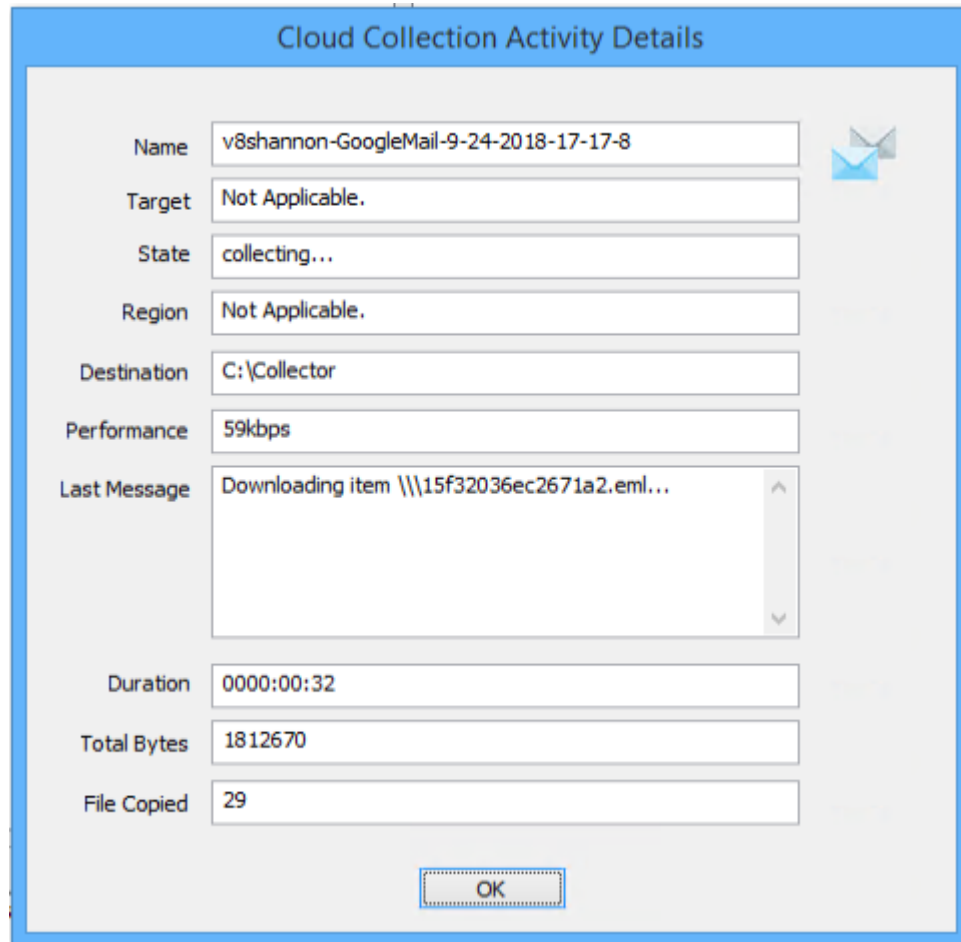 Cloud Collection Activity Details
Name v8shannon-GoogleMail-9-24-2018-17-17-8
Target Not Applicable.
State collecting...
Region Not Applicable.
Destination C:\Collector
Performance 59kbps
Last Message Downloading item \\\15f32036ec2671a2.eml...
Duration 0000:00:32
Total Bytes 1812670
File Copied 29
OK